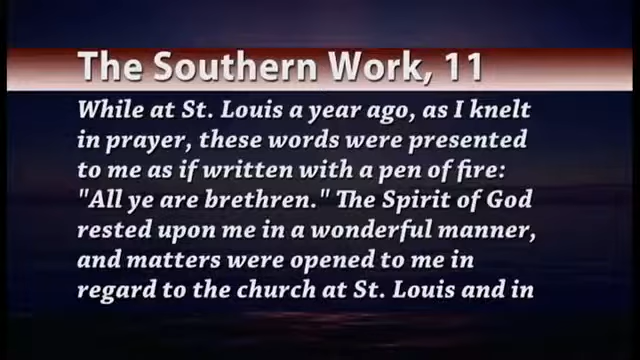 The Southern Work, 11
While at St. Louis a year ago, as I knelt
in prayer, these words were presented
to me as if written with a pen of fire:
"All ye are brethren." The Spirit of God
rested upon me in a wonderful manner,
and matters were opened to me in
regard to the church at St. Louis and in